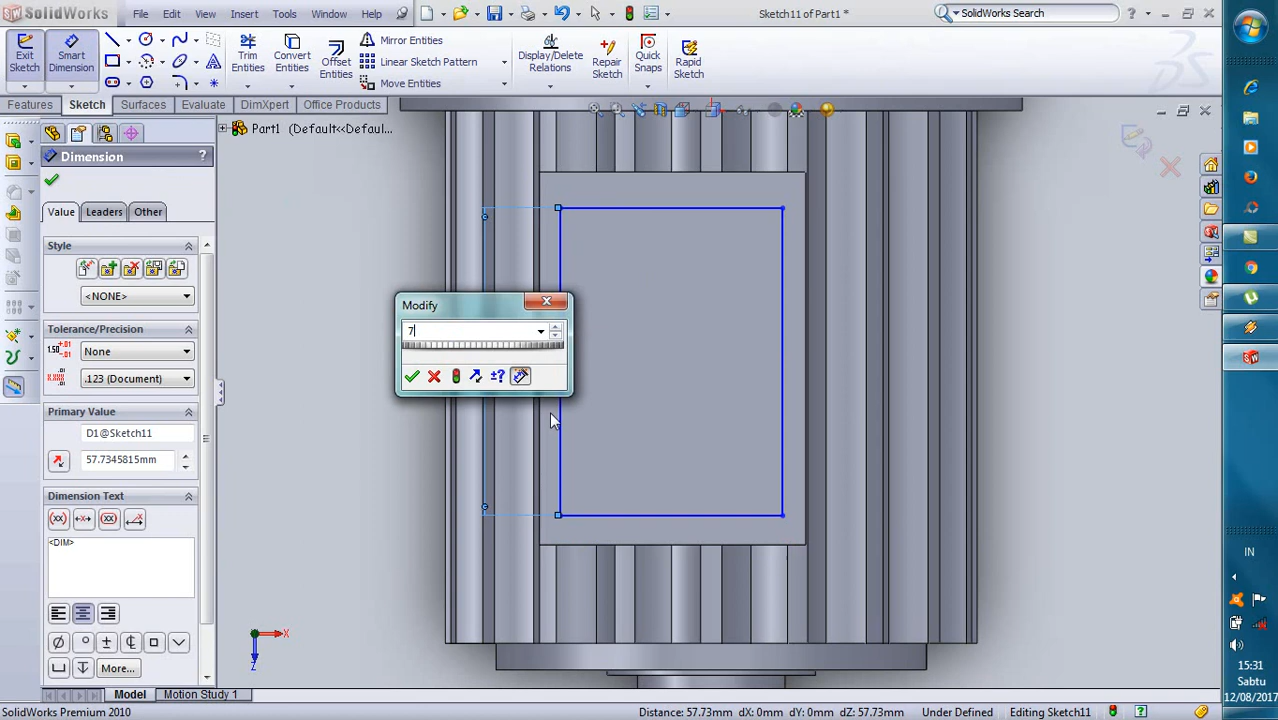 SolidWorks
File
Edit
View
Insert
Tools
Window
Help
Sketch11 of Part1 *
SolidWorks Search
Exit
Sketch
Smart
Dimension
Trim
Entities
Convert
Entities
Offset
Entities
Mirror Entities
Linear Sketch Pattern
Move Entities
Display/Delete
Relations
Repair
Sketch
Quick
Snaps
Rapid
Sketch
Features
Sketch
Surfaces
Evaluate
DimXpert
Office Products
Part1 (Default<<Defaul...
Dimension
?
Value
Leaders
Other
Style
<NONE>
Tolerance/Precision
1.50 +.01 -.01
None
.123 (Document)
Primary Value
D1@Sketch11
57.7345815mm
Dimension Text
<DIM>
More...
Modify
7
±?
X
Z
Model
Motion Study 1
SolidWorks Premium 2010
Distance: 57.73mm dX: 0mm dY: 0mm dZ: 57.73mm
Under Defined
Editing Sketch11
IN
15:31
Sabtu
12/08/2017